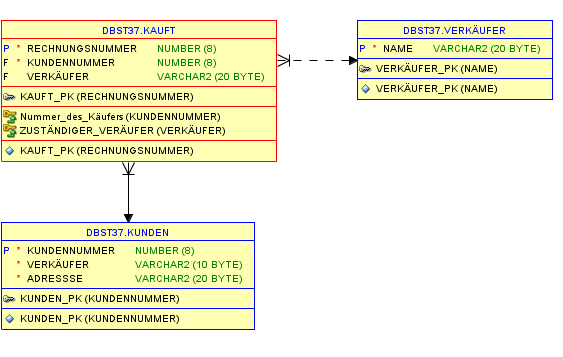 DBST37.KAUFT
P * RECHNUNGSNUMMER NUMBER (8)
F * KUNDENNUMMER NUMBER (8)
F VERKÄUFER VARCHAR2 (20 BYTE)
KAUFT_PK (RECHNUNGSNUMMER)
Nummer_des_Käufers (KUNDENNUMMER)
ZUSTÄNDIGER_VERÄUFER (VERKÄUFER)
KAUFT_PK (RECHNUNGSNUMMER)
DBST37.VERKÄUFER
P * NAME VARCHAR2 (20 BYTE)
VERKÄUFER_PK (NAME)
VERKÄUFER_PK (NAME)
DBST37.KUNDEN
P * KUNDENNUMMER NUMBER (8)
* VERKÄUFER VARCHAR2 (10 BYTE)
* ADRESSSE VARCHAR2 (20 BYTE)
KUNDEN_PK (KUNDENNUMMER)
KUNDEN_PK (KUNDENNUMMER)